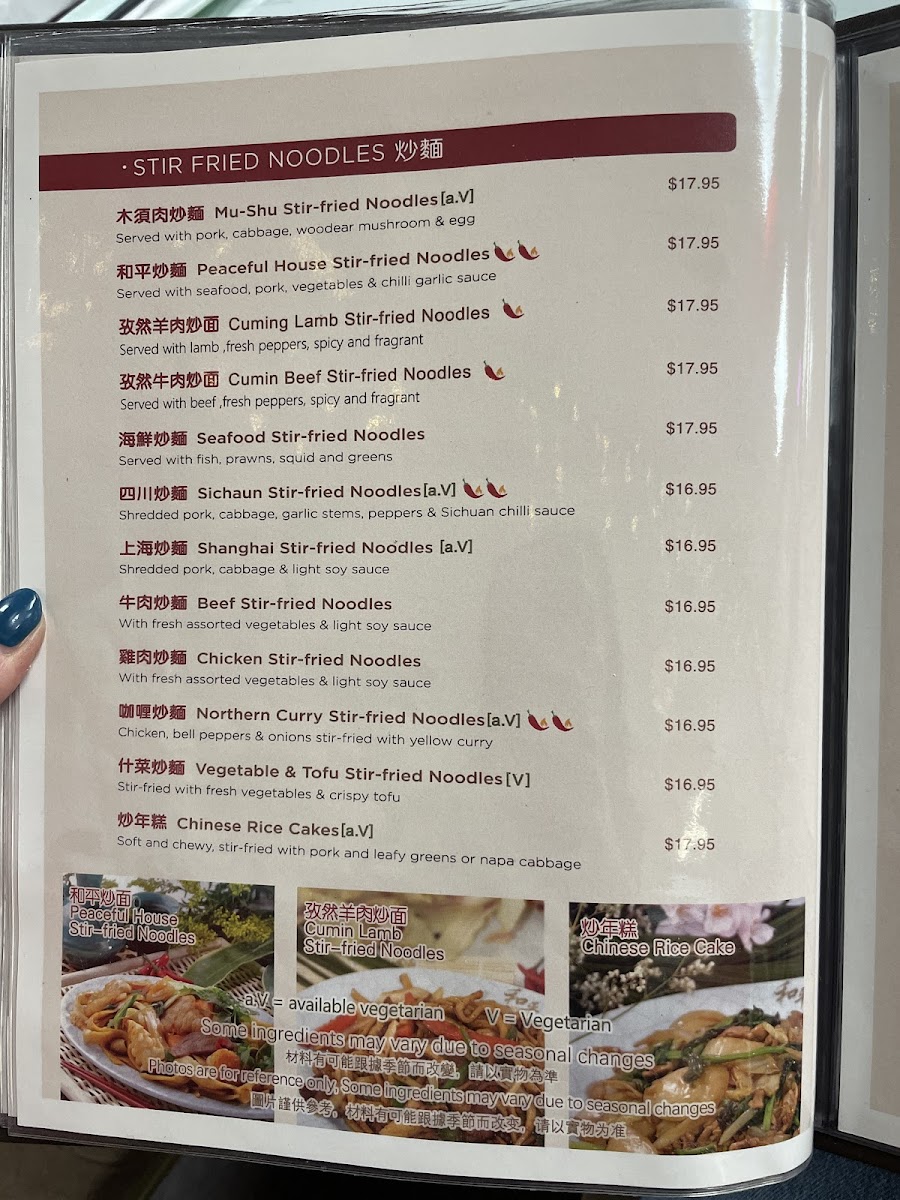 · STIR FRIED NOODLES 炒麵
木須肉炒麵 Mu-Shu Stir-fried Noodles[a.V] $17.95
Served with pork, cabbage, woodear mushroom & egg
和平炒麵 Peaceful House Stir-fried Noodles $17.95
Served with seafood, pork, vegetables & chilli garlic sauce
孜然羊肉炒面 Cuming Lamb Stir-fried Noodles $17.95
Served with lamb ,fresh peppers, spicy and fragrant
孜然牛肉炒面 Cumin Beef Stir-fried Noodles $17.95
Served with beef ,fresh peppers, spicy and fragrant
海鮮炒麵 Seafood Stir-fried Noodles $17.95
Served with fish, prawns, squid and greens
四川炒麵 Sichaun Stir-fried Noodles[a.V] $16.95
Shredded pork, cabbage, garlic stems, peppers & Sichuan chilli sauce
上海炒麵 Shanghai Stir-fried Noodles [a.V] $16.95
Shredded pork, cabbage & light soy sauce
牛肉炒麵 Beef Stir-fried Noodles $16.95
With fresh assorted vegetables & light soy sauce
雞肉炒麵 Chicken Stir-fried Noodles $16.95
With fresh assorted vegetables & light soy sauce
咖喱炒麵 Northern Curry Stir-fried Noodles[a.V] $16.95
Chicken, bell peppers & onions stir-fried with yellow curry
什菜炒麵 Vegetable & Tofu Stir-fried Noodles[V] $16.95
Stir-fried with fresh vegetables & crispy tofu
炒年糕 Chinese Rice Cakes[a.V] $17.95
Soft and chewy, stir-fried with pork and leafy greens or napa cabbage
和平炒面
Peaceful House
Stir-fried Noodles
孜然羊肉炒面
Cumin Lamb
Stir-fried Noodles
炒年糕
Chinese Rice Cake
a.V. = available vegetarian V = Vegetarian
Some ingredients may vary due to seasonal changes
材料有可能跟據季節而改變，請以實物為準
Photos are for reference only, Some ingredients may vary due to seasonal changes
圖片謹供參考，材料有可能跟據季節而改变，请以實物为准